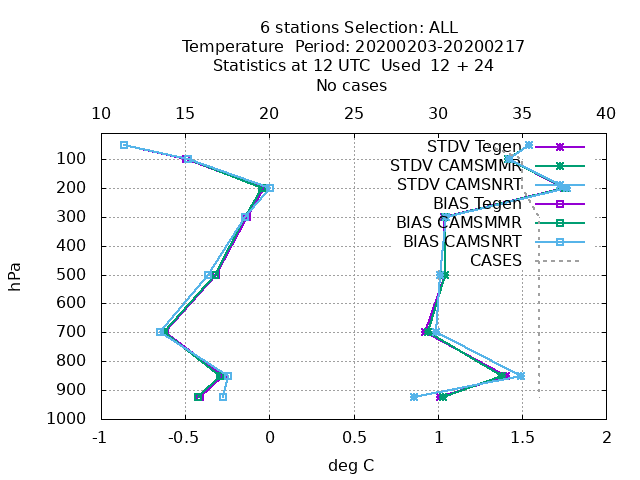 6 stations Selection: ALL
Temperature  Period: 20200203-20200217
Statistics at 12 UTC  Used  12 + 24
No cases
10 15 20 25 30 35 40
STDV Tegen
STDV CAMSMMR
STDV CAMSNRT
BIAS Tegen
BIAS CAMSMMR
BIAS CAMSNRT
CASES
hPa
100
200
300
400
500
600
700
800
900
1000
-1 -0.5 0 0.5 1 1.5 2
deg C